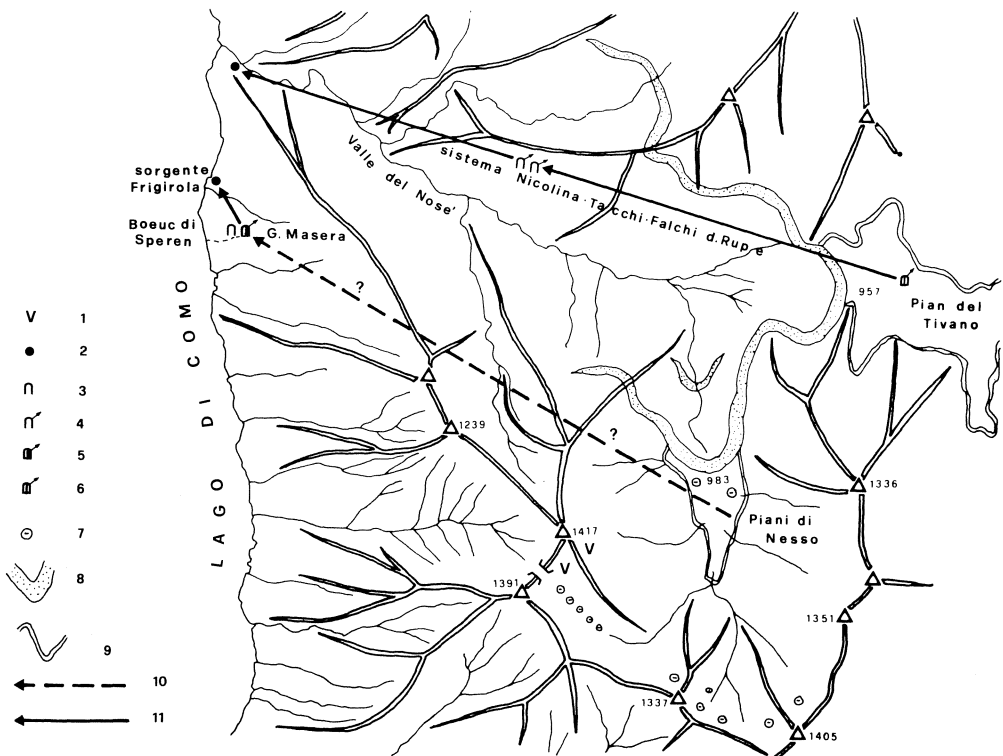 sorgente
Frigirola
Boeuc di
Speren
G. Masera
Valle
del Nose'
sistema Nicolina-Tacchi-Falchi d. Rupe
957
Pian del
Tivano
LAGO DI COMO
?
?
1239
983
1336
Piani di
Nesso
1417
V
V
1391
1351
1337
1405
V 1
2
3
4
5
6
7
8
9
10
11